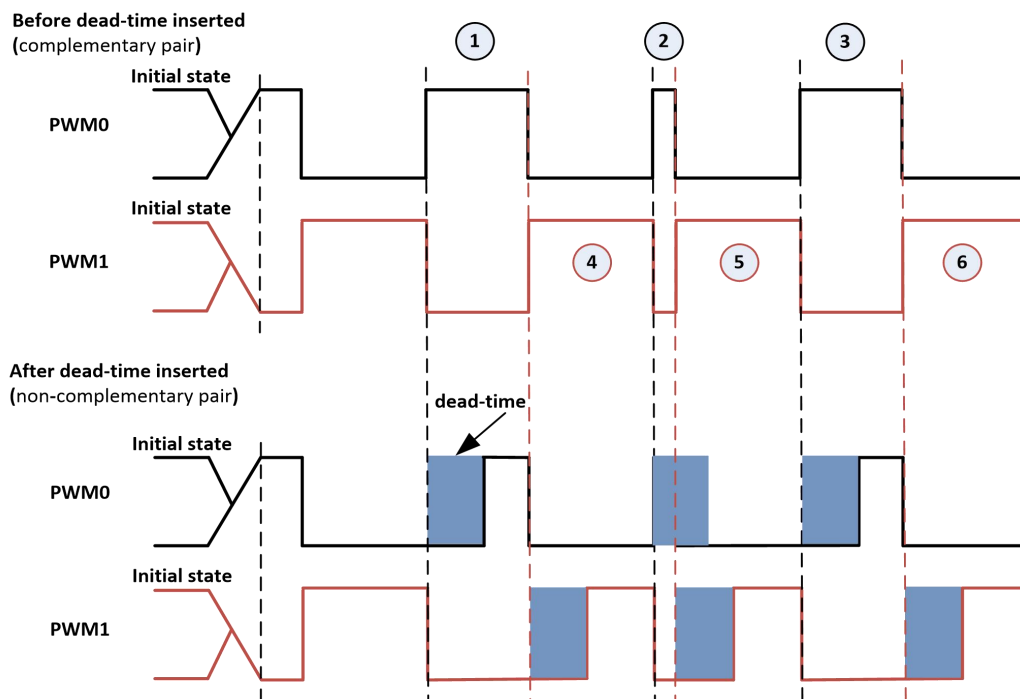 Before dead-time inserted
(complementary pair)
1
2
3
Initial state
PWM0
Initial state
PWM1
4
5
6
After dead-time inserted
(non-complementary pair)
dead-time
Initial state
PWM0
Initial state
PWM1